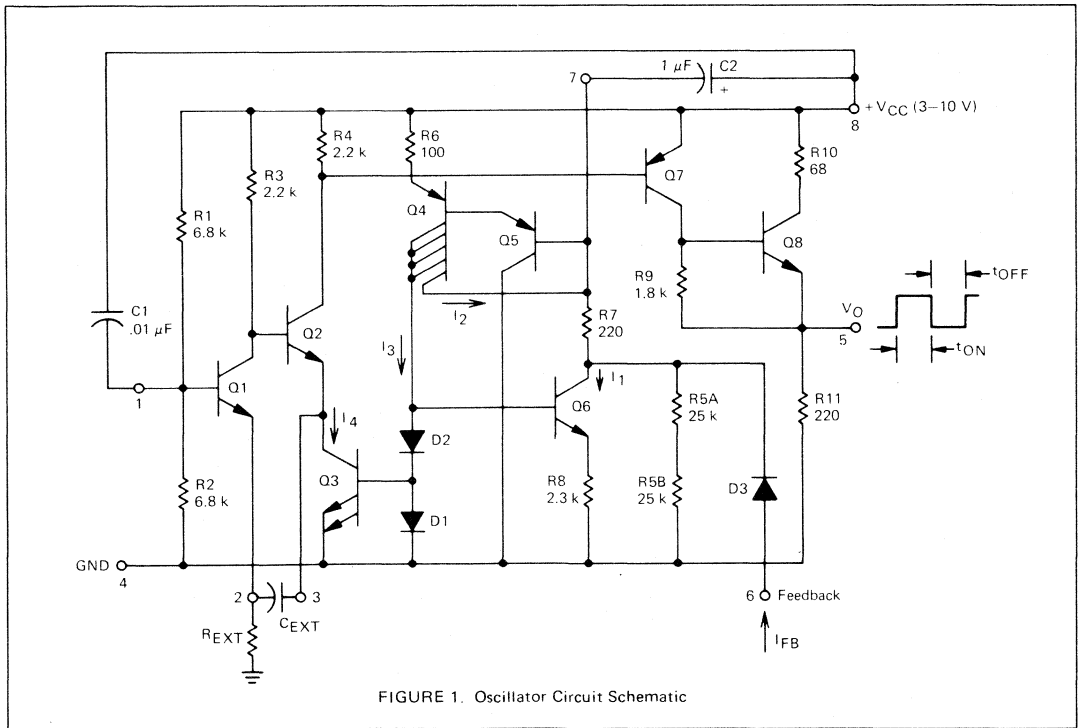 7
1 μF
C2
+
+VCC (3–10 V)
8
R4
2.2 k
R6
100
R10
68
R3
2.2 k
Q7
Q4
R1
6.8 k
Q5
Q8
tOFF
R9
1.8 k
C1
.01 μF
I2
R7
220
VO
5
Q2
I3
tON
1
Q1
I1
I4
Q6
R5A
25 k
R11
220
D2
R2
6.8 k
Q3
R8
2.3 k
R5B
25 k
D3
D1
GND
4
2
3
6
Feedback
CEXT
REXT
IFB
FIGURE 1. Oscillator Circuit Schematic